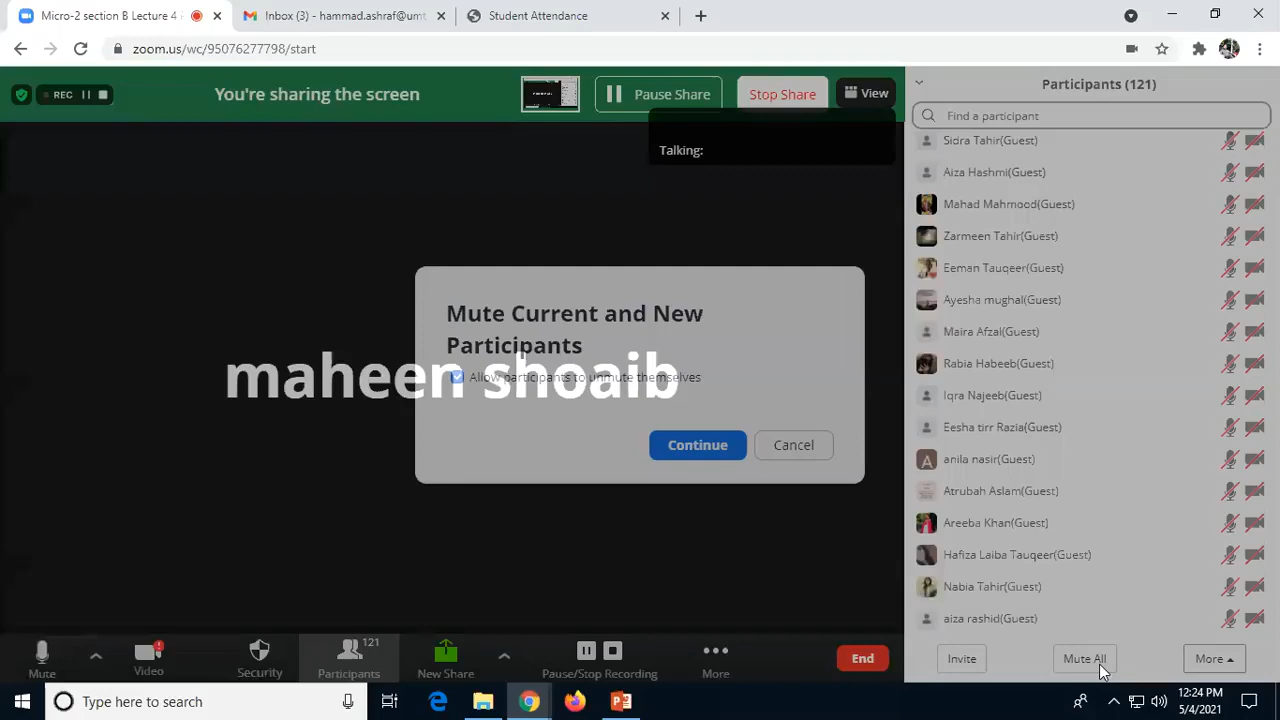 Micro-2 section B Lecture 4
Inbox (3) - hammad.ashraf@umt
Student Attendance
zoom.us/wc/95076277798/start
REC
You're sharing the screen
Pause Share
Stop Share
View
Talking:
Participants (121)
Find a participant
Sidra Tahir(Guest)
Aiza Hashmi(Guest)
Mahad Mahmood(Guest)
Zarmeen Tahir(Guest)
Eeman Tauqeer(Guest)
Ayesha mughal(Guest)
Maira Afzal(Guest)
Rabia Habeeb(Guest)
Iqra Najeeb(Guest)
Eesha tirr Razia(Guest)
A anila nasir(Guest)
Atrubah Aslam(Guest)
Areeba Khan(Guest)
Hafiza Laiba Tauqeer(Guest)
Nabia Tahir(Guest)
aiza rashid(Guest)
Mute Current and New
Participants
maheen shoaib
Allow participants to unmute themselves
Continue
Cancel
Mute
Video
Security
121
Participants
New Share
Pause/Stop Recording
More
End
Invite
Mute All
More
Type here to search
12:24 PM
5/4/2021